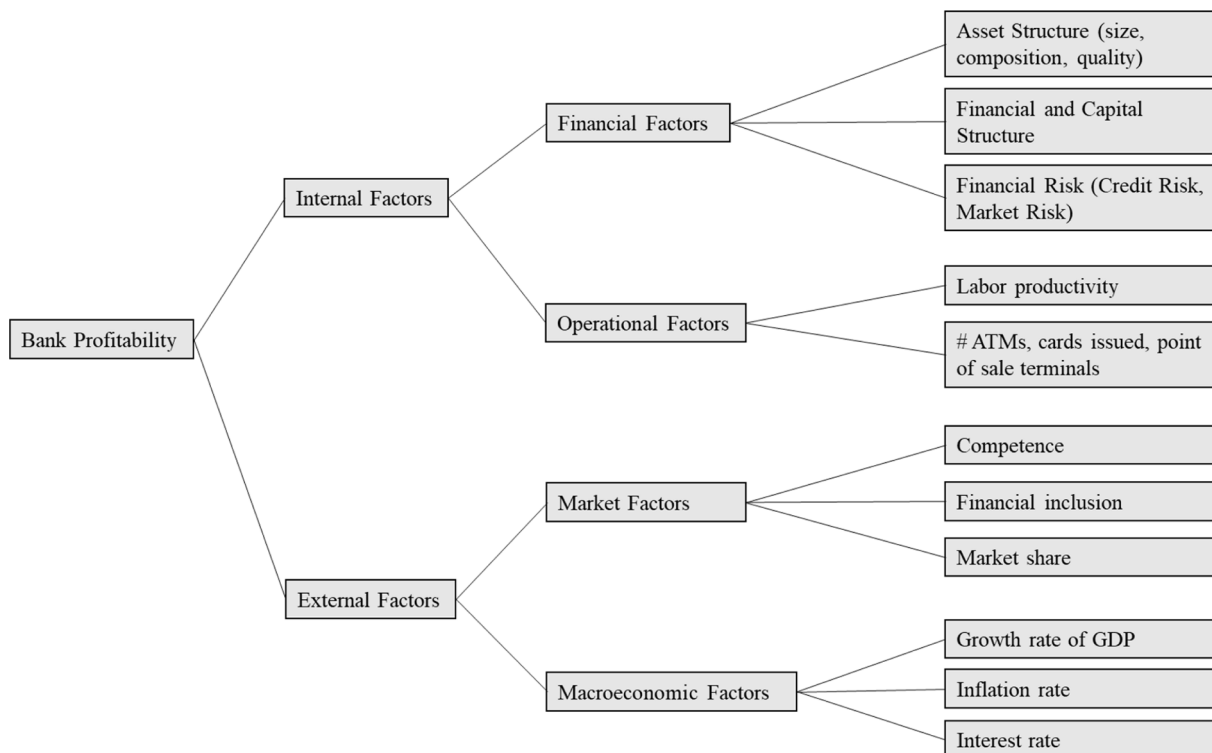 Asset Structure (size,
composition, quality)
Financial Factors
Financial and Capital
Structure
Internal Factors
Financial Risk (Credit Risk,
Market Risk)
Labor productivity
Operational Factors
Bank Profitability
# ATMs, cards issued, point
of sale terminals
Competence
Market Factors
Financial inclusion
Market share
External Factors
Growth rate of GDP
Macroeconomic Factors
Inflation rate
Interest rate